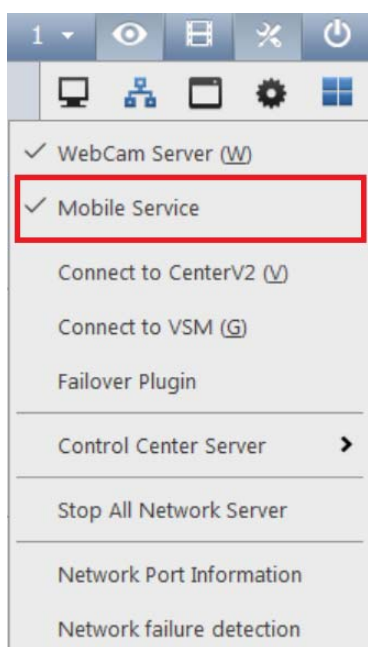 1
WebCam Server (W)
Mobile Service
Connect to CenterV2 (V)
Connect to VSM (G)
Failover Plugin
Control Center Server
Stop All Network Server
Network Port Information
Network failure detection